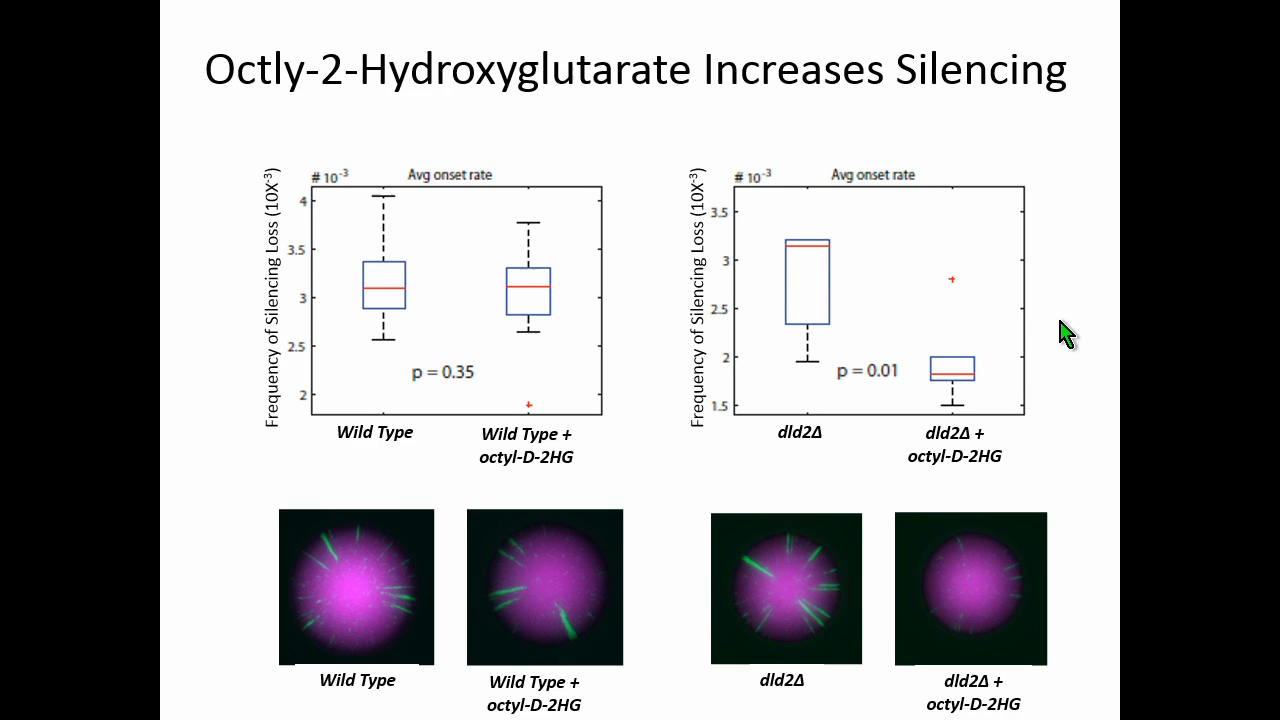 Octly-2-Hydroxyglutarate Increases Silencing
Frequency of Silencing Loss (10X-3)
# 10-3
Avg onset rate
4
3.5
3
2.5
2
p = 0.35
Wild Type
Wild Type +
octyl-D-2HG
Frequency of Silencing Loss (10X-3)
# 10-3
Avg onset rate
3.5
3
2.5
2
1.5
p = 0.01
dld2Δ
dld2Δ +
octyl-D-2HG
Wild Type
Wild Type +
octyl-D-2HG
dld2Δ
dld2Δ +
octyl-D-2HG